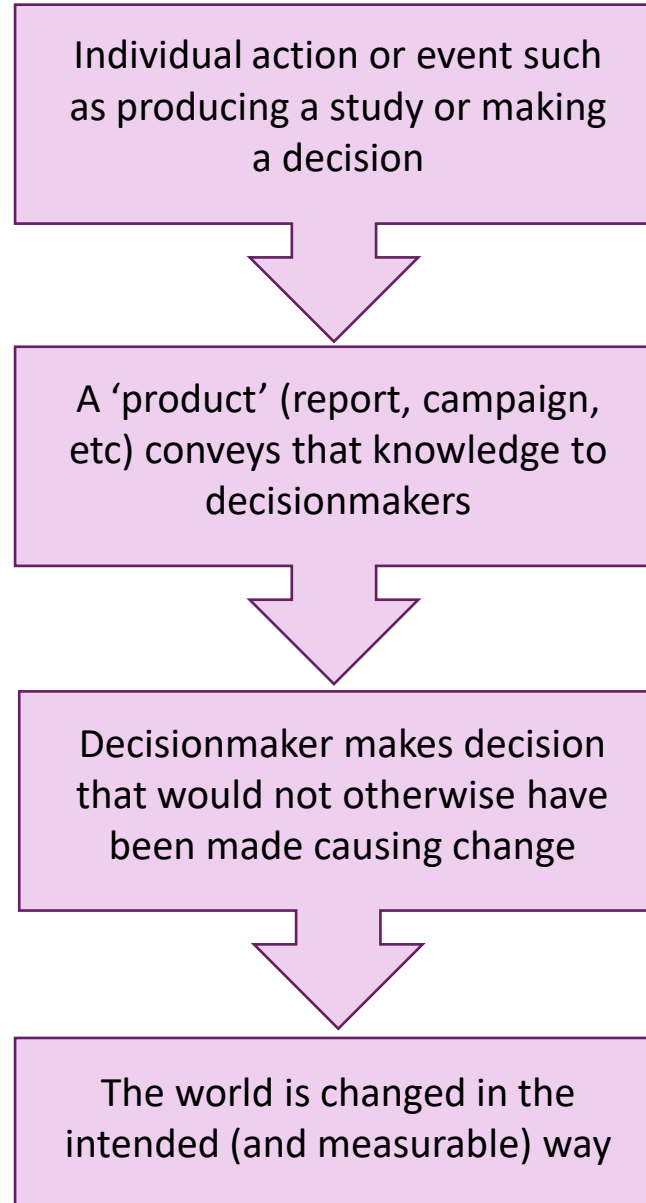 Individual action or event such
as producing a study or making
a decision
A ‘product’ (report, campaign,
etc) conveys that knowledge to
decisionmakers
Decisionmaker makes decision
that would not otherwise have
been made causing change
The world is changed in the
intended (and measurable) way